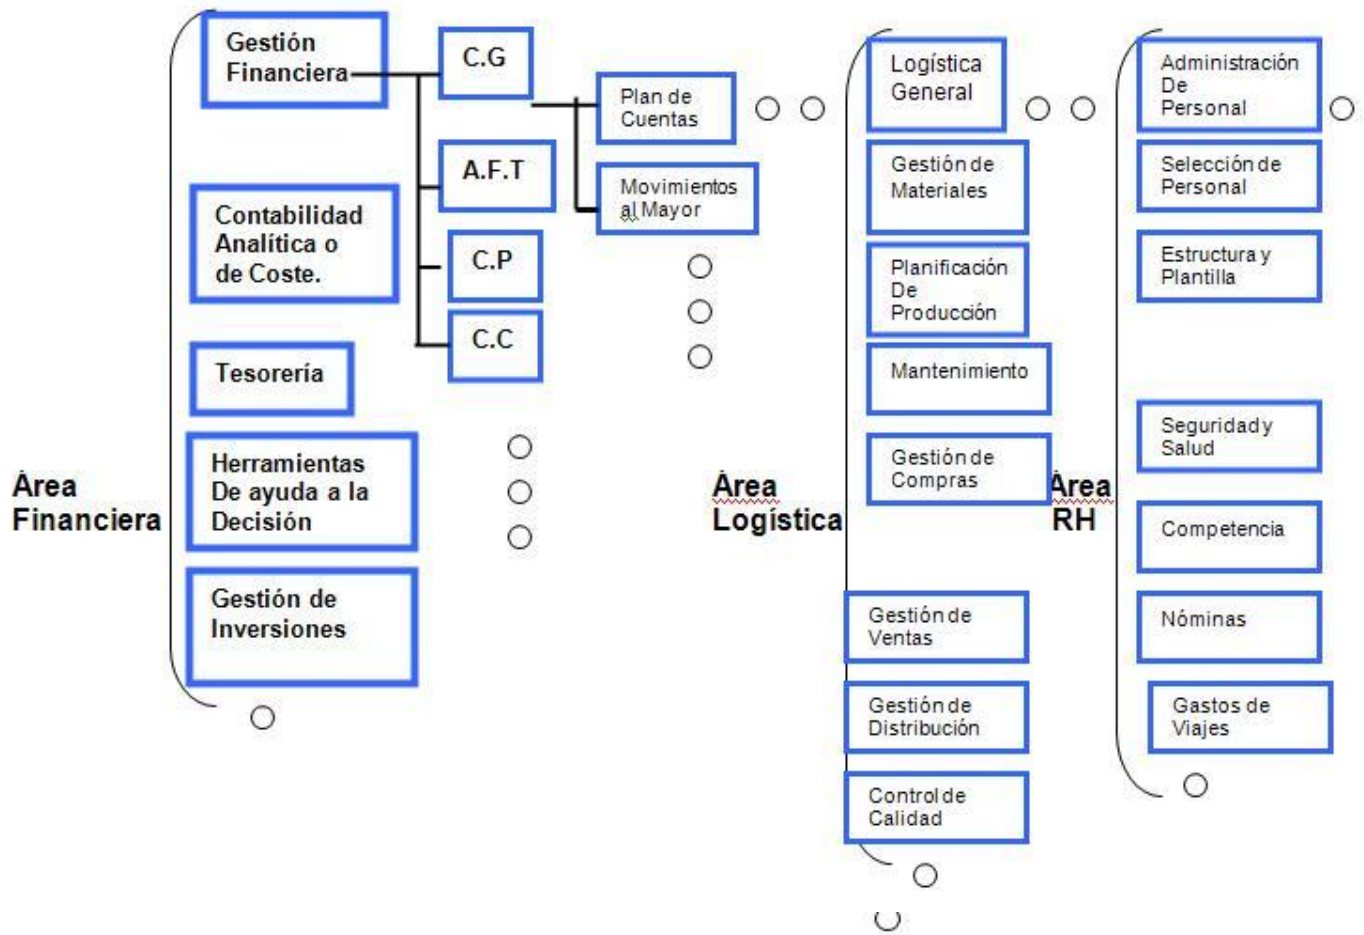 Área
Financiera
Gestión
Financiera
Contabilidad
Analítica o
de Coste.
Tesorería
Herramientas
De ayuda a la
Decisión
Gestión de
Inversiones
C.G
A.F.T
C.P
C.C
Plan de
Cuentas
Movimientos
al Mayor
Área
Logística
Logística
General
Gestión de
Materiales
Planificación
De
Producción
Mantenimiento
Gestión de
Compras
Gestión de
Ventas
Gestión de
Distribución
Control de
Calidad
Área
RH
Administración
De
Personal
Selección de
Personal
Estructura y
Plantilla
Seguridad y
Salud
Competencia
Nóminas
Gastos de
Viajes